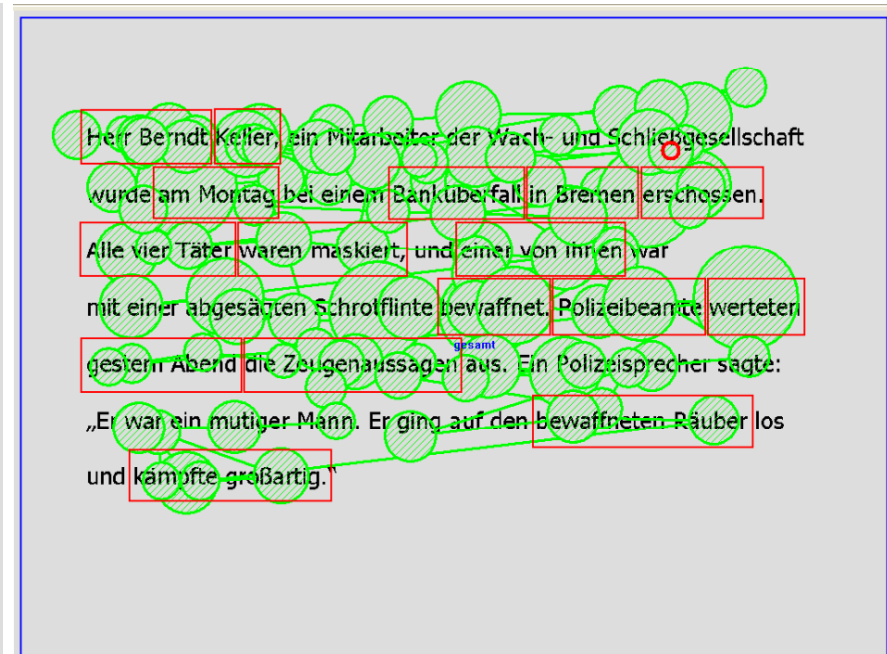 Herr Berndt Keller, ein Mitarbeiter der Wach- und Schließgesellschaft
wurde am Montag bei einem Banküberfall in Bremen erschossen.
Alle vier Täter waren maskiert, und einer von ihnen war
mit einer abgesägten Schrotflinte bewaffnet. Polizeibeamte werteten
gesamt
gestern Abend die Zeugenaussagen aus. Ein Polizeisprecher sagte:
„Er war ein mutiger Mann. Er ging auf den bewaffneten Räuber los
und kämpfte großartig.“